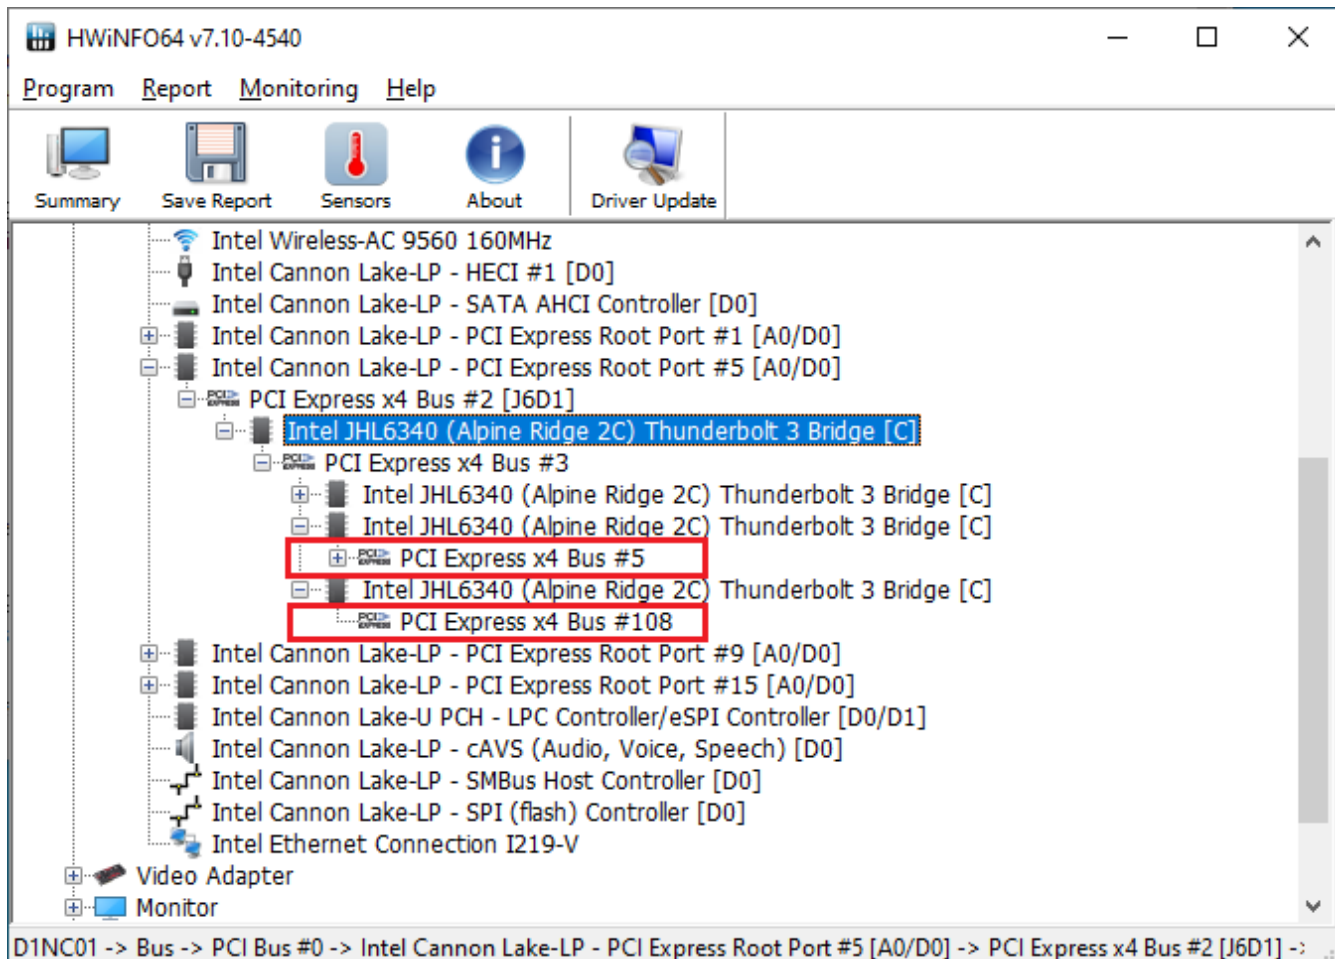 HWiNFO64 v7.10-4540
Program Report Monitoring Help
Summary Save Report Sensors About Driver Update
Intel Wireless-AC 9560 160MHz
Intel Cannon Lake-LP - HECI #1 [D0]
Intel Cannon Lake-LP - SATA AHCI Controller [D0]
Intel Cannon Lake-LP - PCI Express Root Port #1 [A0/D0]
Intel Cannon Lake-LP - PCI Express Root Port #5 [A0/D0]
PCI Express x4 Bus #2 [J6D1]
Intel JHL6340 (Alpine Ridge 2C) Thunderbolt 3 Bridge [C]
PCI Express x4 Bus #3
Intel JHL6340 (Alpine Ridge 2C) Thunderbolt 3 Bridge [C]
Intel JHL6340 (Alpine Ridge 2C) Thunderbolt 3 Bridge [C]
PCI Express x4 Bus #5
Intel JHL6340 (Alpine Ridge 2C) Thunderbolt 3 Bridge [C]
PCI Express x4 Bus #108
Intel Cannon Lake-LP - PCI Express Root Port #9 [A0/D0]
Intel Cannon Lake-LP - PCI Express Root Port #15 [A0/D0]
Intel Cannon Lake-U PCH - LPC Controller/eSPI Controller [D0/D1]
Intel Cannon Lake-LP - cAVS (Audio, Voice, Speech) [D0]
Intel Cannon Lake-LP - SMBus Host Controller [D0]
Intel Cannon Lake-LP - SPI (flash) Controller [D0]
Intel Ethernet Connection I219-V
Video Adapter
Monitor
D1NC01 -> Bus -> PCI Bus #0 -> Intel Cannon Lake-LP - PCI Express Root Port #5 [A0/D0] -> PCI Express x4 Bus #2 [J6D1] ->